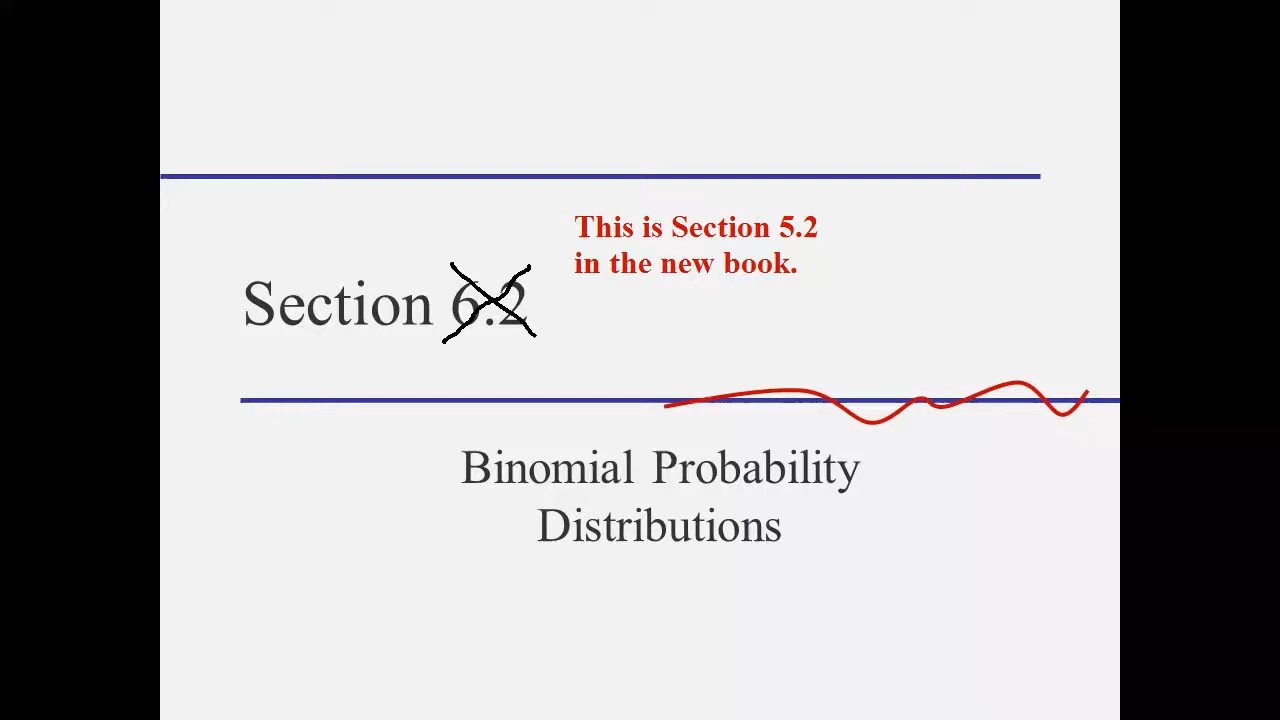 This is Section 5.2
in the new book.
Section 6.2
Binomial Probability
Distributions